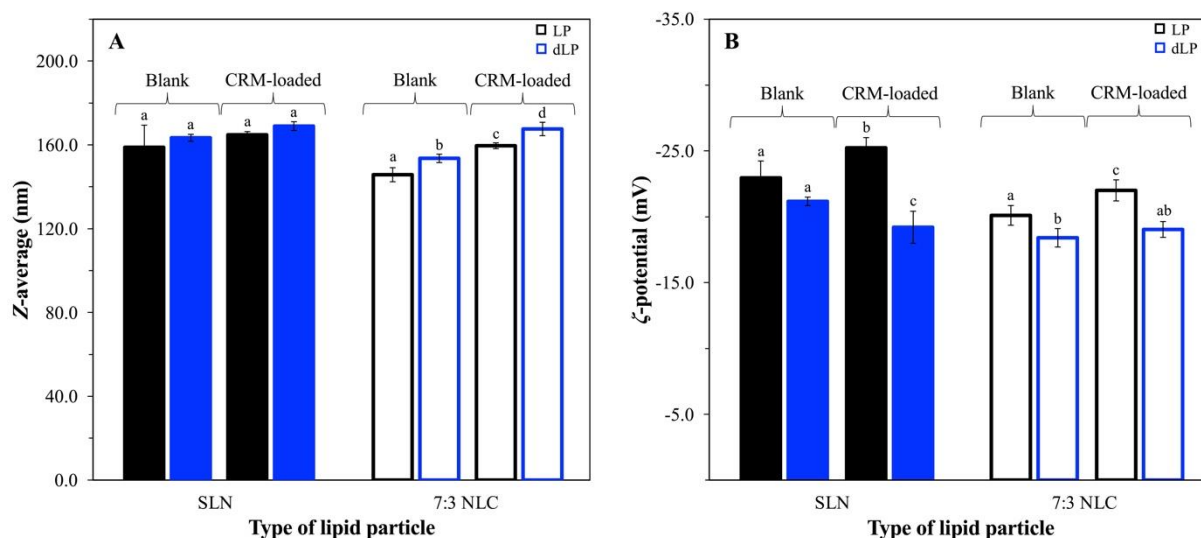 A
LP
dLP
200.0
160.0
120.0
80.0
40.0
0.0
Z-average (nm)
Blank
CRM-loaded
Blank
CRM-loaded
a
a
a
a
a
b
c
d
SLN
7:3 NLC
Type of lipid particle
B
LP
dLP
-35.0
-25.0
-15.0
-5.0
ζ-potential (mV)
Blank
CRM-loaded
Blank
CRM-loaded
a
a
b
c
a
b
c
ab
SLN
7:3 NLC
Type of lipid particle